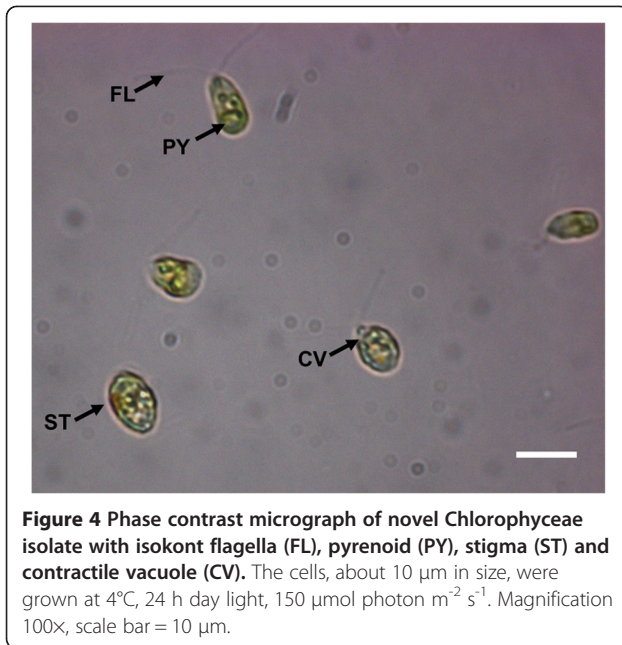 FL
PY
CV
ST
Figure 4 Phase contrast micrograph of novel Chlorophyceae
isolate with isokont flagella (FL), pyrenoid (PY), stigma (ST) and
contractile vacuole (CV). The cells, about 10 μm in size, were
grown at 4°C, 24 h day light, 150 μmol photon m⁻² s⁻¹. Magnification
100×, scale bar = 10 μm.